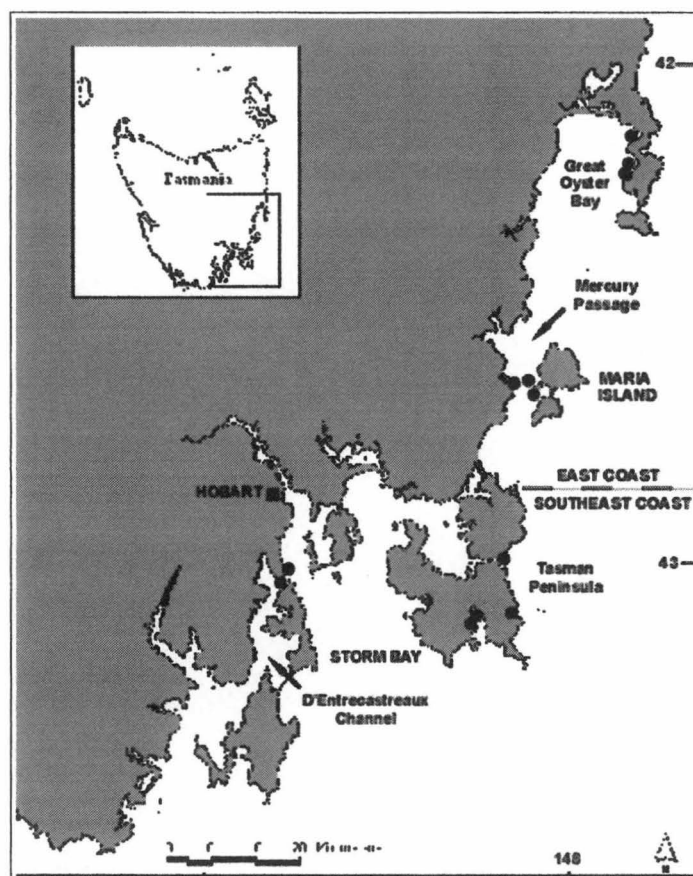 42
Tasmania
Great
Oyster
Bay
Mercury
Passage
MARIA
ISLAND
HOBART
EAST COAST
SOUTHEAST COAST
43
Tasman
Peninsula
STORM BAY
D'Entrecastreaux
Channel
20
148
N